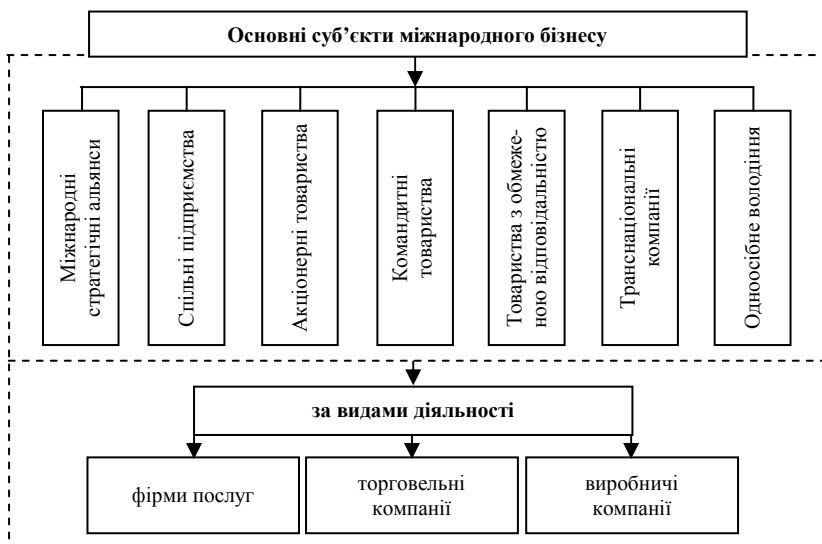 Основні суб’єкти міжнародного бізнесу
Міжнародні
стратегічні альянси
Спільні підприємства
Акціонерні товариства
Командитні
товариства
Товариства з обмеже-
ною відповідальністю
Транснаціональні
компанії
Одноосібне володіння
за видами діяльності
фірми послуг
торговельні
компанії
виробничі
компанії